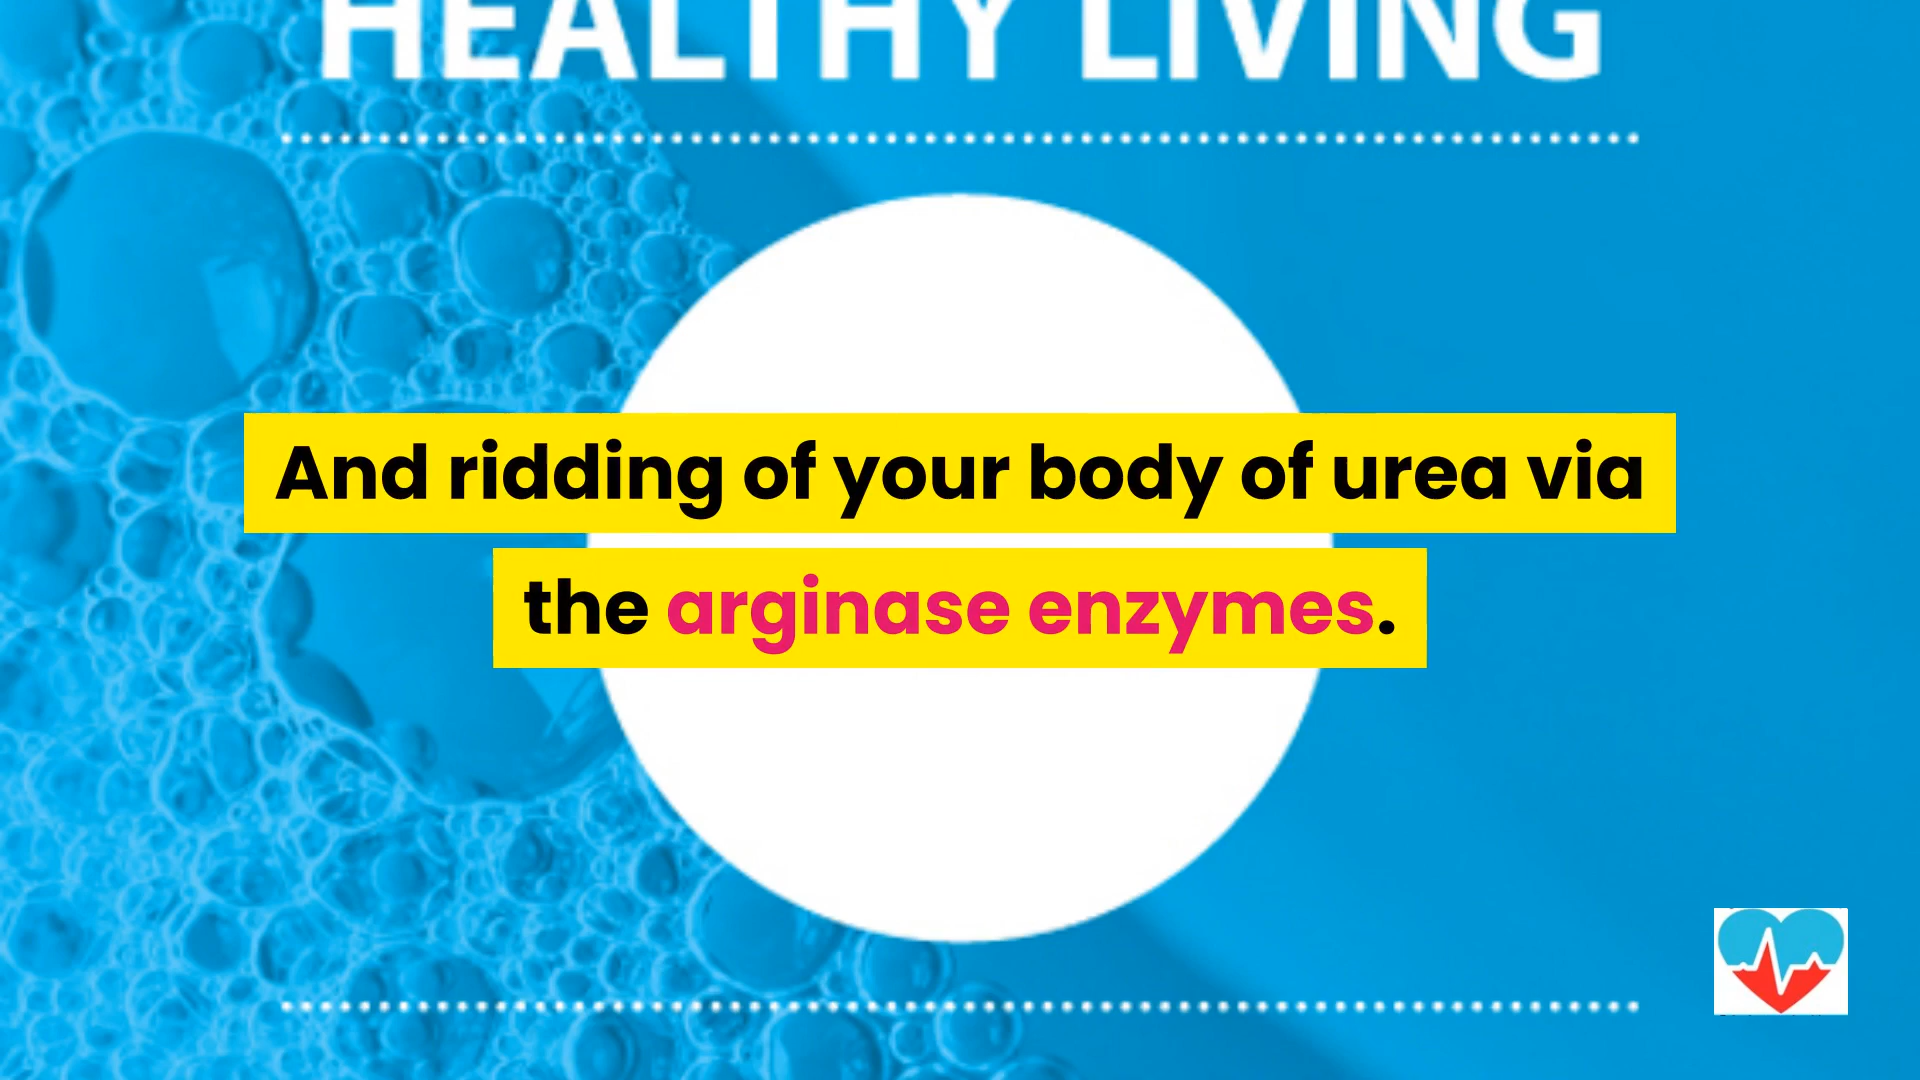 HEALTHY LIVING
And ridding of your body of urea via
the arginase enzymes.